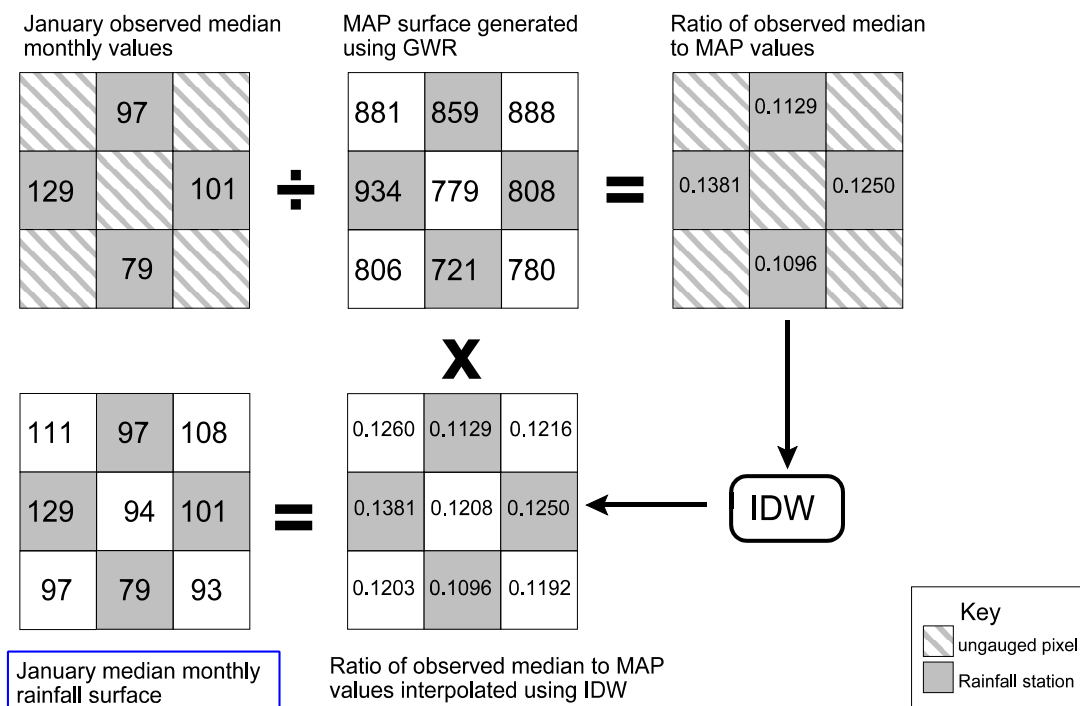 January observed median
monthly values
MAP surface generated
using GWR
Ratio of observed median
to MAP values
97
129 101
79
÷
881 859 888
934 779 808
806 721 780
=
0.1129
0.1381 0.1250
0.1096
X
111 97 108
129 94 101
97 79 93
=
0.1260 0.1129 0.1216
0.1381 0.1208 0.1250
0.1203 0.1096 0.1192
IDW
January median monthly
rainfall surface
Ratio of observed median to MAP
values interpolated using IDW
Key
ungauged pixel
Rainfall station